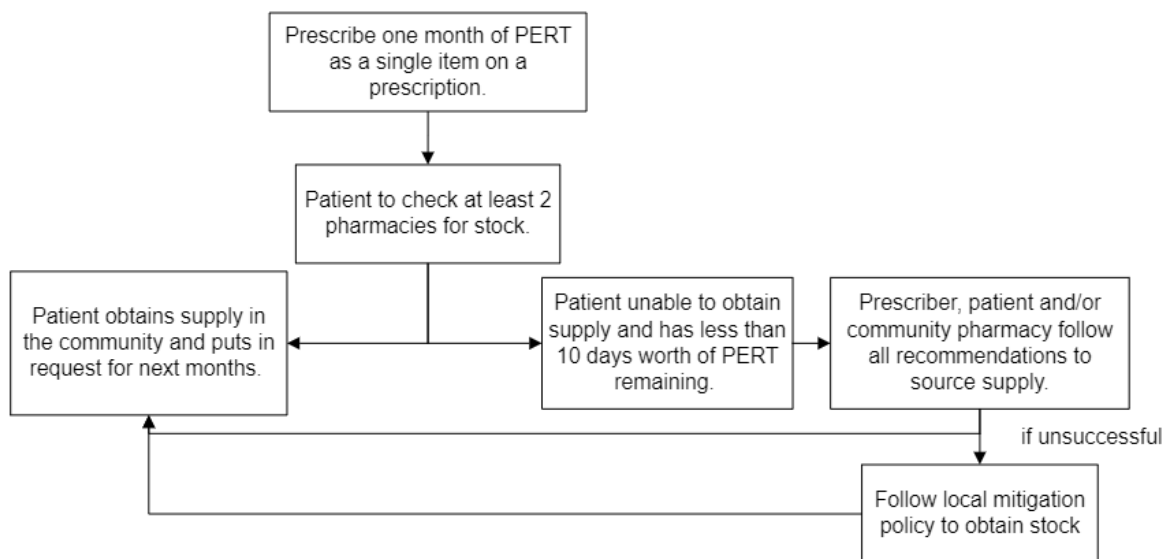 Prescribe one month of PERT
as a single item on a
prescription.
Patient to check at least 2
pharmacies for stock.
Patient obtains supply in
the community and puts in
request for next months.
Patient unable to obtain
supply and has less than
10 days worth of PERT
remaining.
Prescriber, patient and/or
community pharmacy follow
all recommendations to
source supply.
if unsuccessful
Follow local mitigation
policy to obtain stock